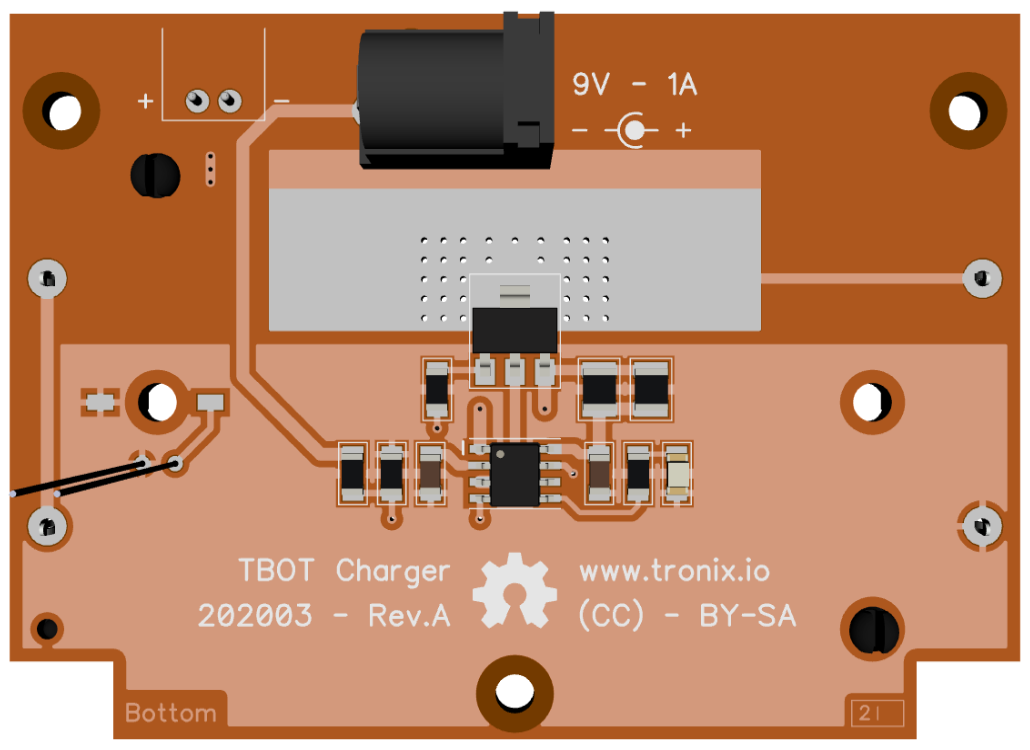 + -
9V - 1A
- +
TBOT Charger
202003 - Rev.A
www.tronix.io
(CC) - BY-SA
Bottom
2